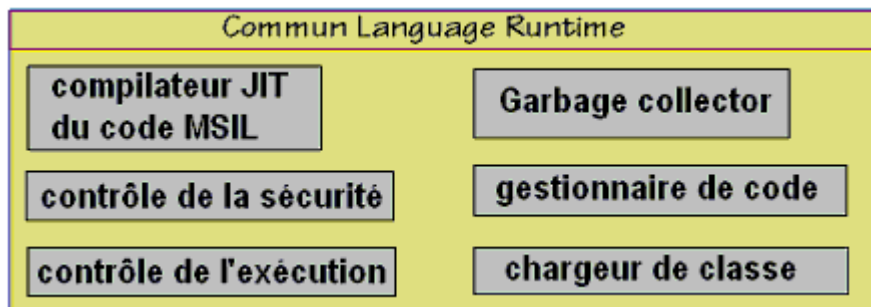 Commun Language Runtime
compilateur JIT
du code MSIL
Garbage collector
contrôle de la sécurité
gestionnaire de code
contrôle de l'exécution
chargeur de classe